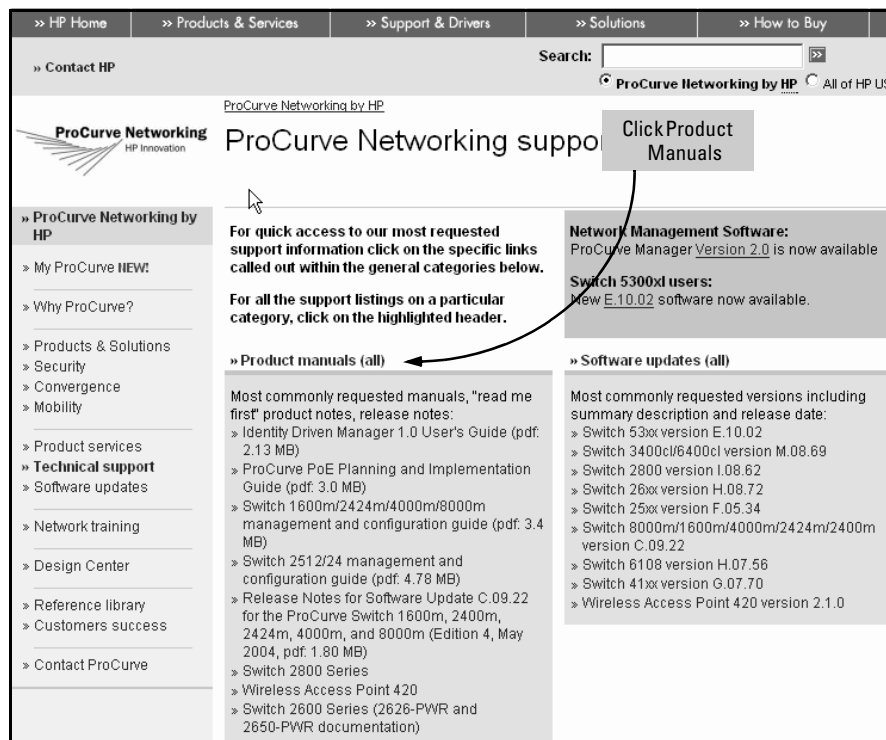 » HP Home
» Products & Services
» Support & Drivers
» Solutions
» How to Buy
» Contact HP
Search:
»
ProCurve Networking by HP
All of HP US
ProCurve Networking
HP Innovation
ProCurve Networking by HP
ProCurve Networking suppo
Click Product
Manuals
» ProCurve Networking by
HP
» My ProCurve NEW!
» Why ProCurve?
» Products & Solutions
» Security
» Convergence
» Mobility
» Product services
» Technical support
» Software updates
» Network training
» Design Center
» Reference library
» Customers success
» Contact ProCurve
For quick access to our most requested
support information click on the specific links
called out within the general categories below.
For all the support listings on a particular
category, click on the highlighted header.
Network Management Software:
ProCurve Manager Version 2.0 is now available
Switch 5300xl users:
New E.10.02 software now available.
» Product manuals (all)
Most commonly requested manuals, "read me
first" product notes, release notes:
» Identity Driven Manager 1.0 User's Guide (pdf:
2.13 MB)
» ProCurve PoE Planning and Implementation
Guide (pdf: 3.0 MB)
» Switch 1600m/2424m/4000m/8000m
management and configuration guide (pdf: 3.4
MB)
» Switch 2512/24 management and
configuration guide (pdf: 4.78 MB)
» Release Notes for Software Update C.09.22
for the ProCurve Switch 1600m, 2400m,
2424m, 4000m, and 8000m (Edition 4, May
2004, pdf: 1.80 MB)
» Switch 2800 Series
» Wireless Access Point 420
» Switch 2600 Series (2626-PWR and
2650-PWR documentation)
» Software updates (all)
Most commonly requested versions including
summary description and release date:
» Switch 53xx version E.10.02
» Switch 3400cl/6400cl version M.08.69
» Switch 2800 version I.08.62
» Switch 26xx version H.08.72
» Switch 25xx version F.05.34
» Switch 8000m/1600m/4000m/2424m/2400m
version C.09.22
» Switch 6108 version H.07.56
» Switch 41xx version G.07.70
» Wireless Access Point 420 version 2.1.0